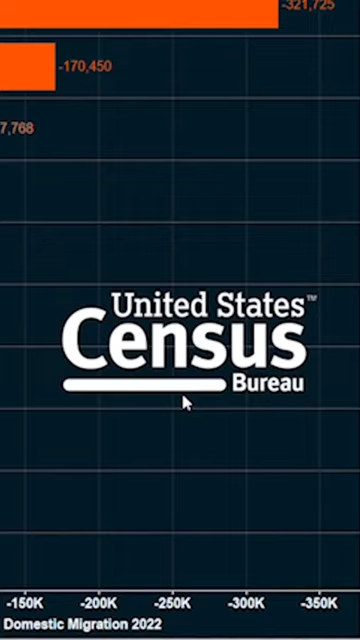 -321,725
-170,450
7,768
United States™
Census
Bureau
-150K -200K -250K -300K -350K
Domestic Migration 2022